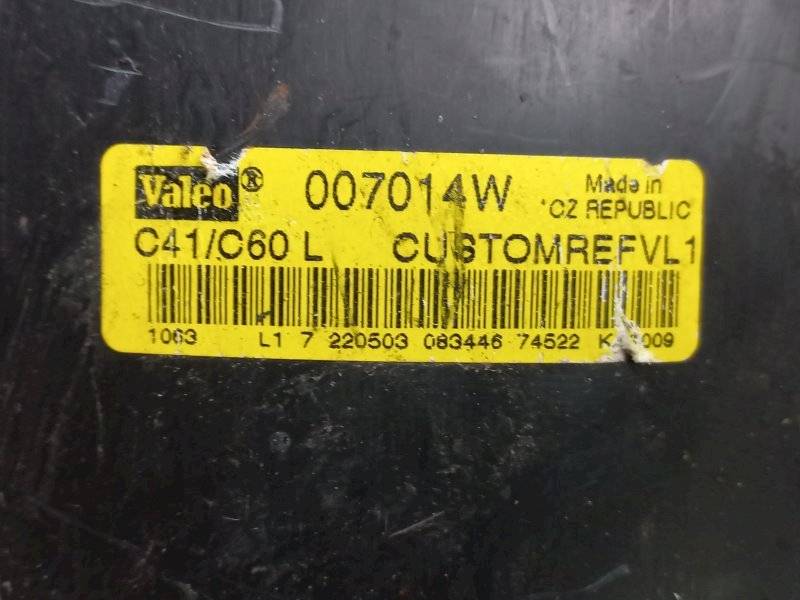 Valeo® 007014W Made in
CZ REPUBLIC
C41/C60 L CUSTOMREFVL1
1063 L1 7 220503 083446 74522